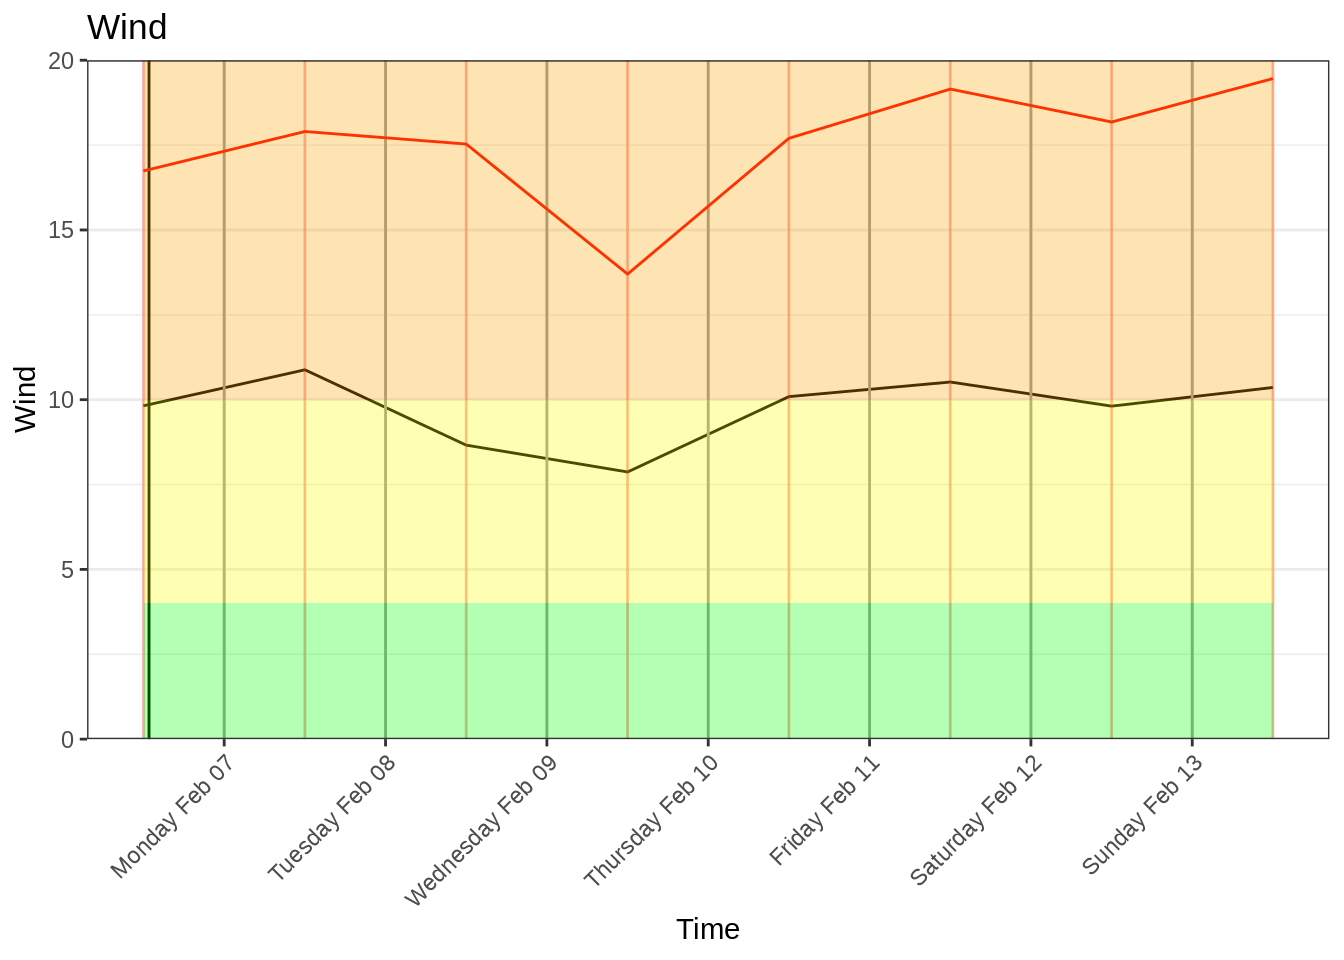 Wind
20
15
10
5
0
Wind
Monday Feb 07
Tuesday Feb 08
Wednesday Feb 09
Thursday Feb 10
Friday Feb 11
Saturday Feb 12
Sunday Feb 13
Time